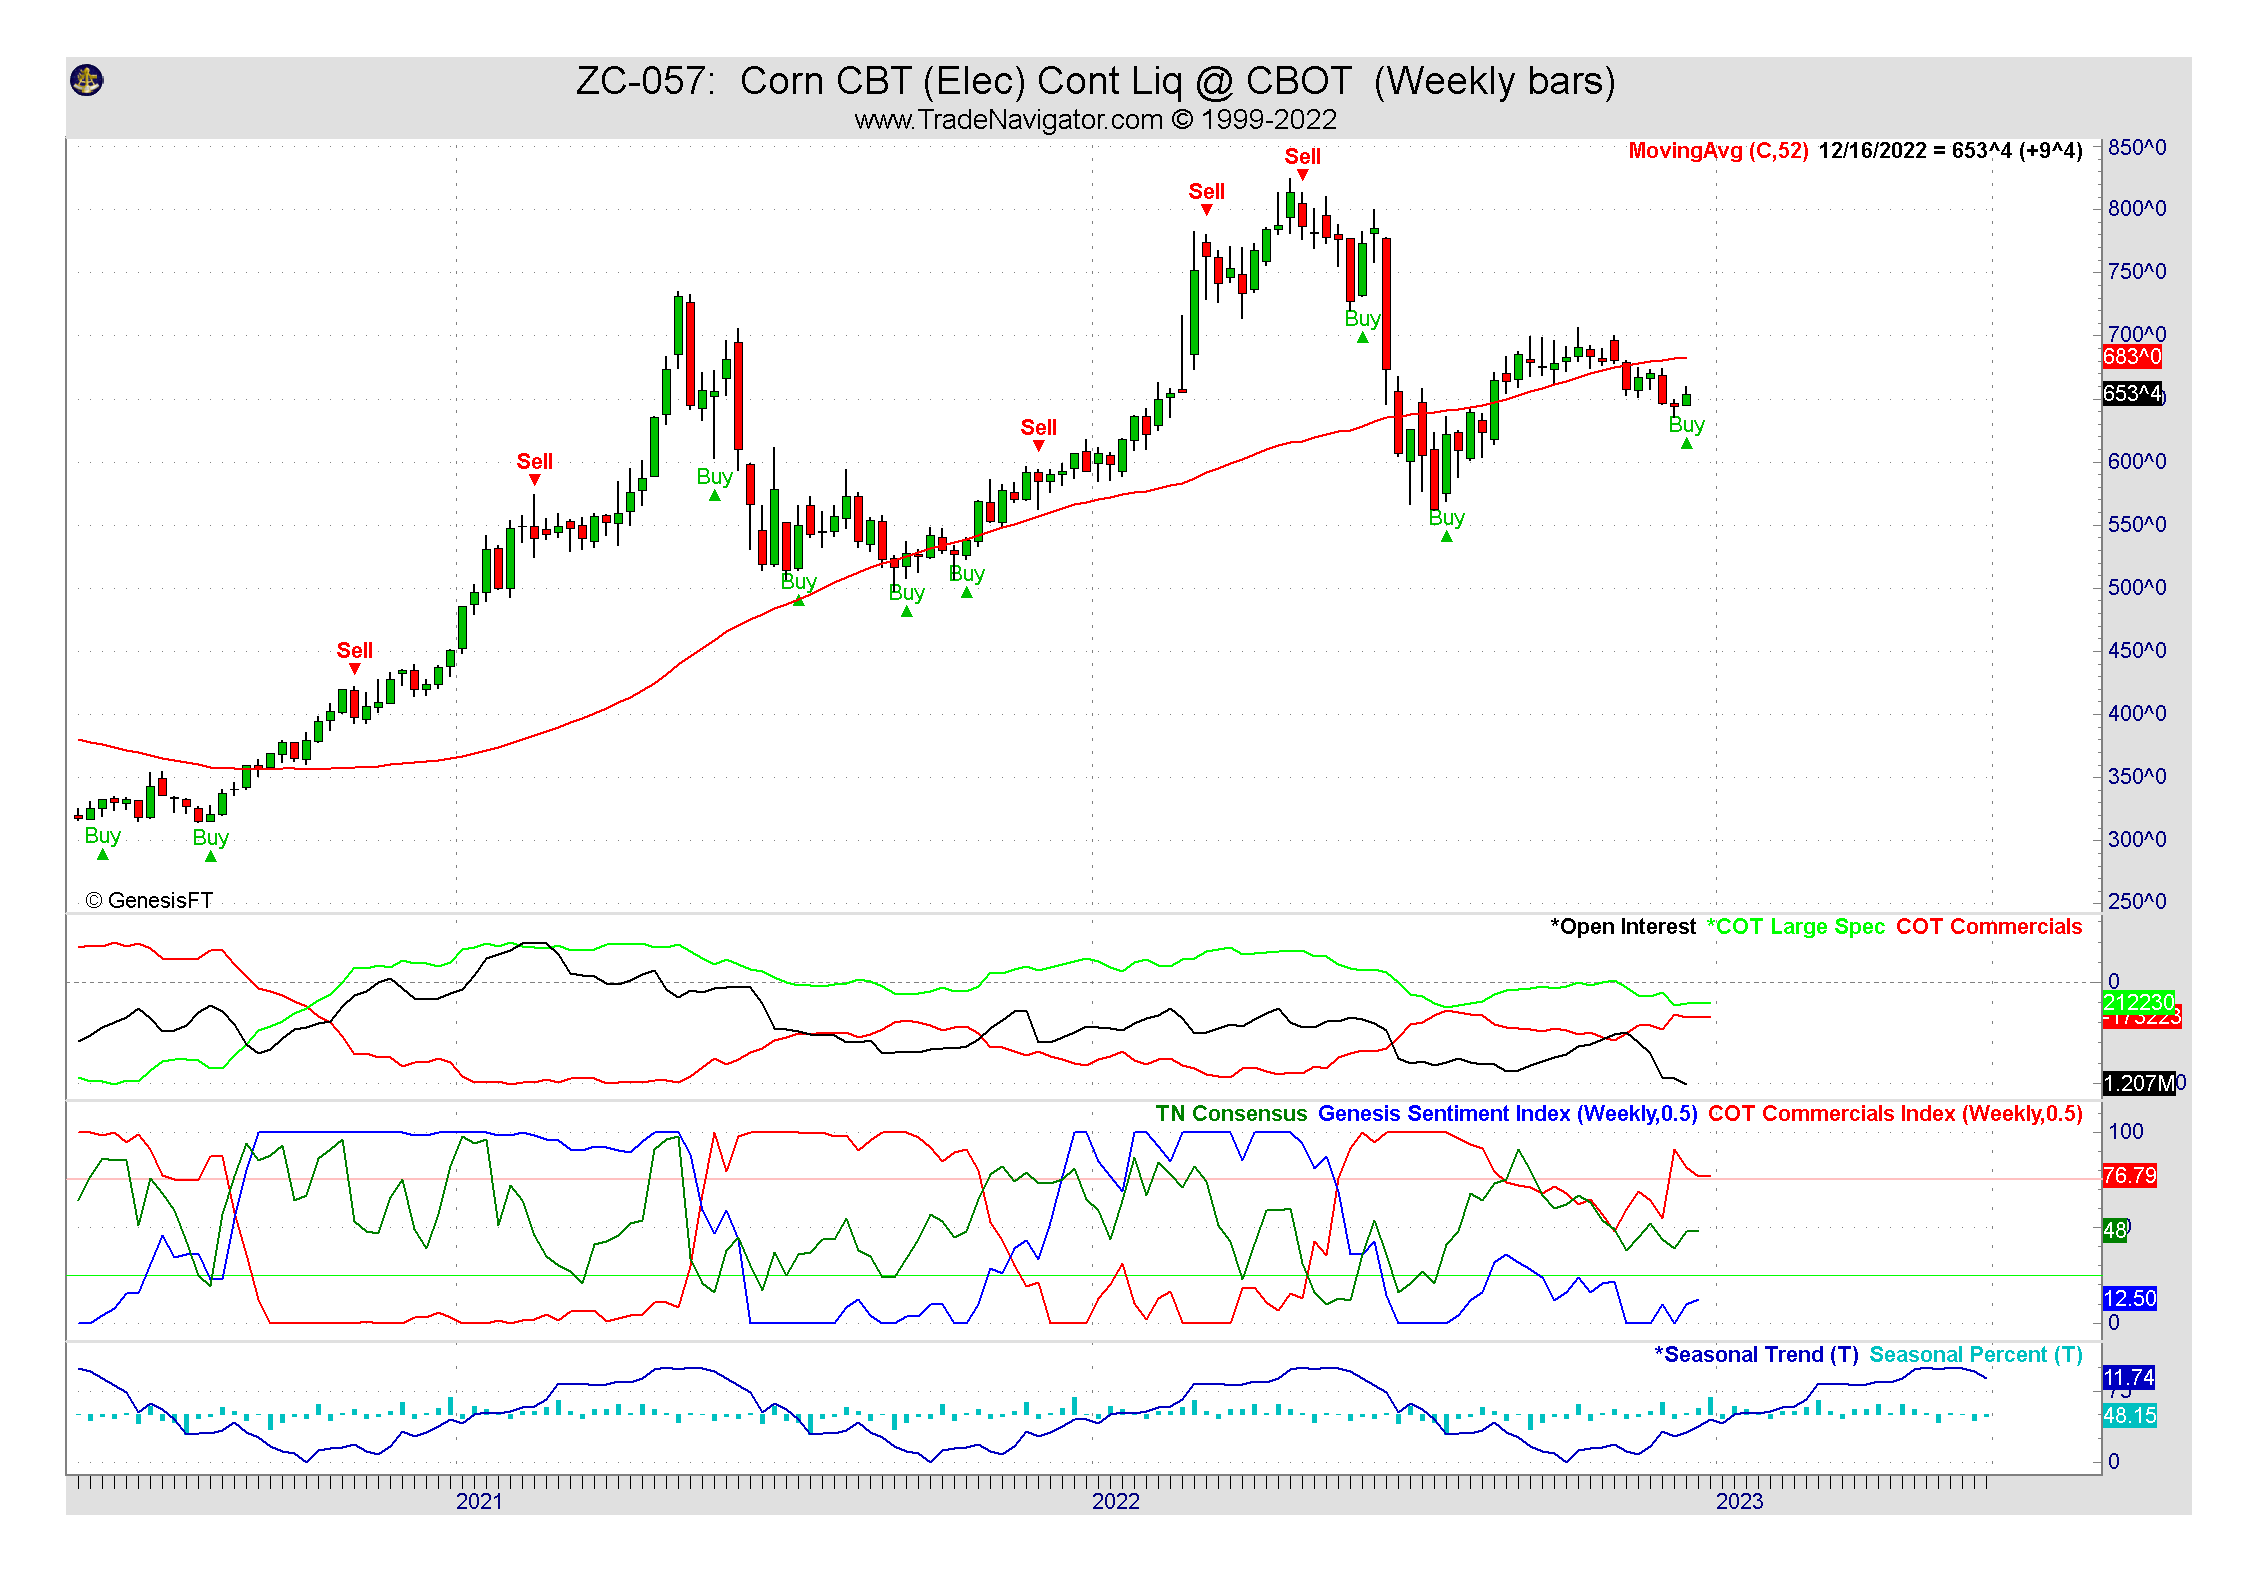 ZC-057: Corn CBT (Elec) Cont Liq @ CBOT (Weekly bars)
www.TradeNavigator.com © 1999-2022
MovingAvg (C,52) 12/16/2022 = 653^4 (+9^4)
850^0
Sell
Sell
800^0
750^0
Buy
700^0
683^0
653^4
Sell
Buy
Sell
600^0
Buy
Buy
550^0
Buy
Buy
Buy
500^0
Sell
450^0
400^0
350^0
Buy
Buy
300^0
© GenesisFT
250^0
*Open Interest *COT Large Spec COT Commercials
0
212230
-173223
1.207M
TN Consensus Genesis Sentiment Index (Weekly,0.5) COT Commercials Index (Weekly,0.5)
100
76.79
48
12.50
0
*Seasonal Trend (T) Seasonal Percent (T)
11.74
75
48.15
0
2021 2022 2023